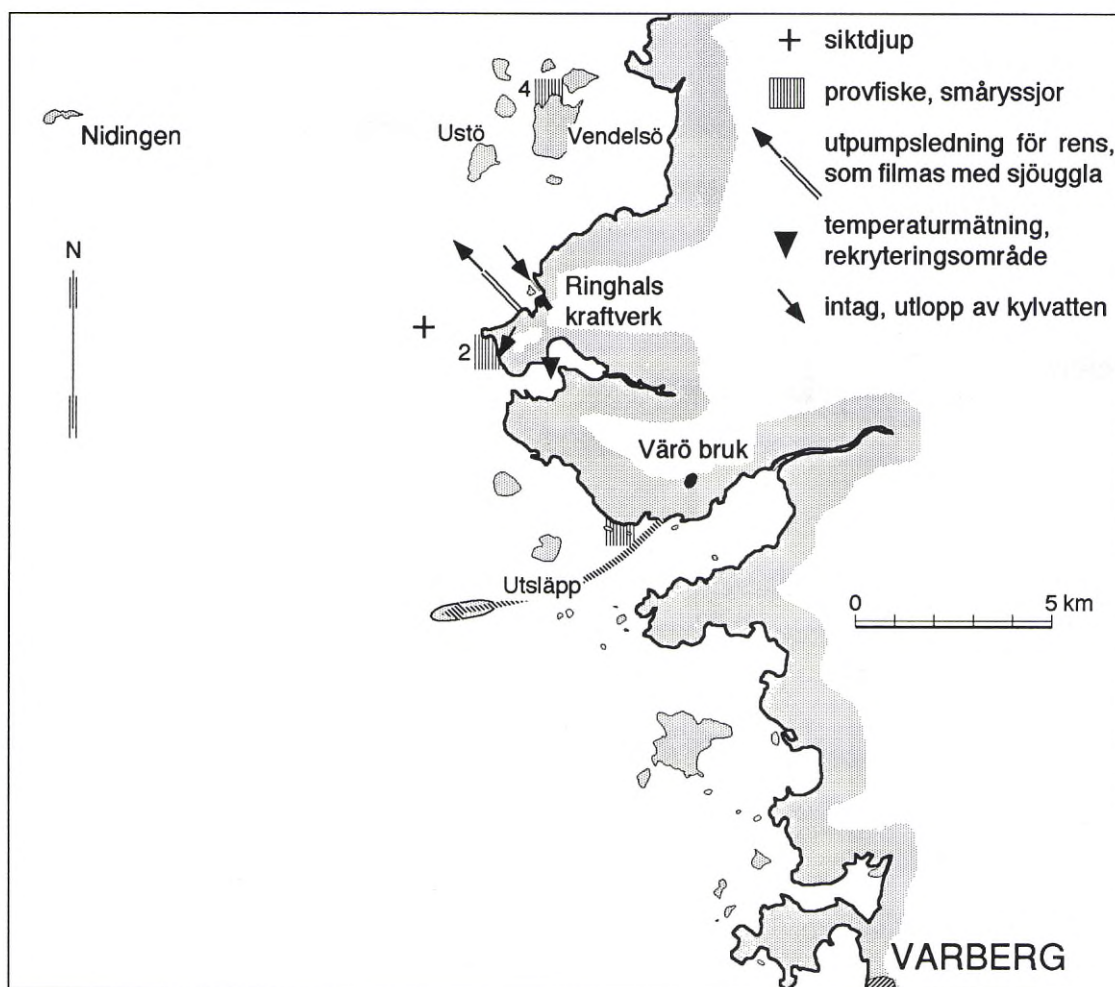 + siktdjup
provfiske, småryssjor
utpumpsledning för rens,
som filmas med sjöuggla
temperaturmätning,
rekryteringsområde
intag, utlopp av kylvatten
Nidingen
4
Ustö
Vendelsö
N
Ringhals
kraftverk
2
Värö bruk
Utsläpp
0 5 km
VARBERG